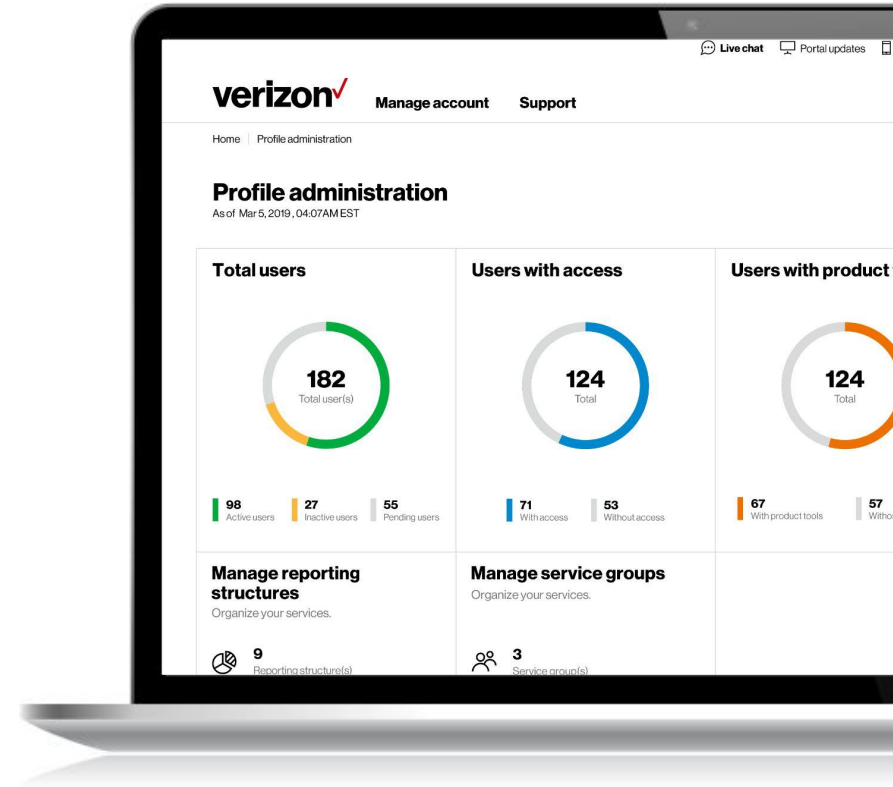 Live chat Portal updates
verizon Manage account Support
Home Profile administration
Profile administration
As of Mar 5, 2019, 04:07AM EST
Total users
182
Total user(s)
98 27 55
Active users Inactive users Pending users
Users with access
124
Total
71 53
With access Without access
Users with product
124
Total
67 57
With product tools
Manage reporting
structures
Organize your services.
9
Reporting structure(s)
Manage service groups
Organize your services.
3
Service group(s)